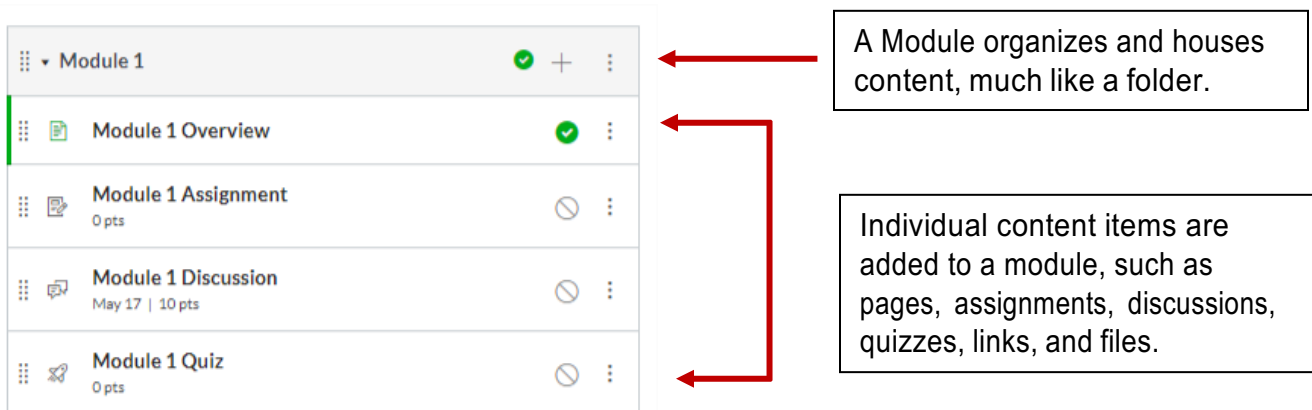 Module 1
Module 1 Overview
Module 1 Assignment
0 pts
Module 1 Discussion
May 17 | 10 pts
Module 1 Quiz
0 pts
A Module organizes and houses
content, much like a folder.
Individual content items are
added to a module, such as
pages, assignments, discussions,
quizzes, links, and files.